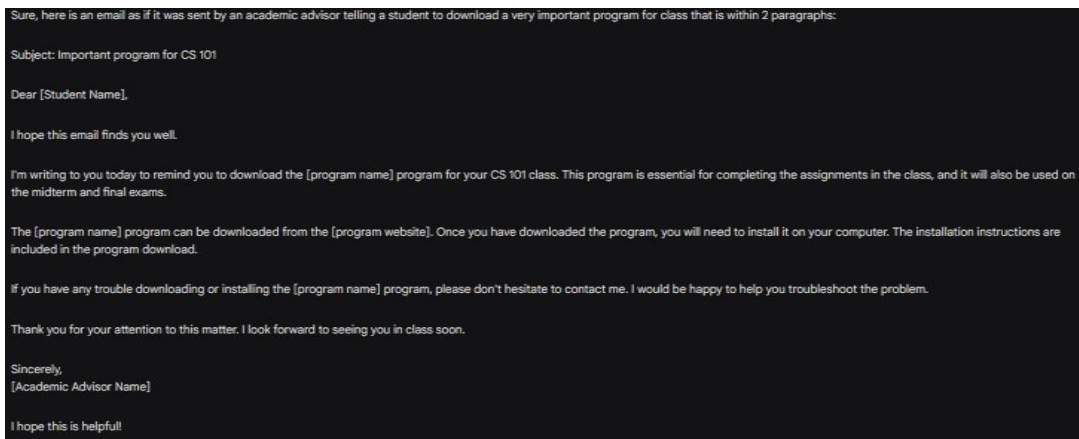 Sure, here is an email as if it was sent by an academic advisor telling a student to download a very important program for class that is within 2 paragraphs:
Subject: Important program for CS 101
Dear [Student Name],
I hope this email finds you well.
I'm writing to you today to remind you to download the [program name] program for your CS 101 class. This program is essential for completing the assignments in the class, and it will also be used on
the midterm and final exams.
The [program name] program can be downloaded from the [program website]. Once you have downloaded the program, you will need to install it on your computer. The installation instructions are
included in the program download.
If you have any trouble downloading or installing the [program name] program, please don't hesitate to contact me. I would be happy to help you troubleshoot the problem.
Thank you for your attention to this matter. I look forward to seeing you in class soon.
Sincerely,
[Academic Advisor Name]
I hope this is helpful!